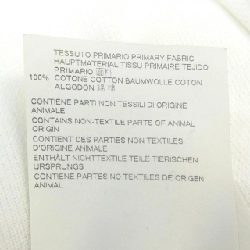 TESSUTO PRIMARIO PRIMARY FABRIC
HAUPTMATERIAL TISSU PRIMAIRE TEJIDO
PRIMARIO
100% COTONE COTTON BAUMWOLLE COTON
ALGODON
CONTIENE PARTI NON TESSILI DI ORIGINE
ANIMALE
CONTAINS NON-TEXTILE PARTS OF ANIMAL
ORIGIN
CONTIENT DES PARTIES NON TEXTILES
D'ORIGINE ANIMALE
ENTHÄLT NICHTTEXTILE TEILE TIERISCHEN
URSPRUNGS
CONTIENE PARTES NO TEXTILES DE ORIGEN
ANIMAL